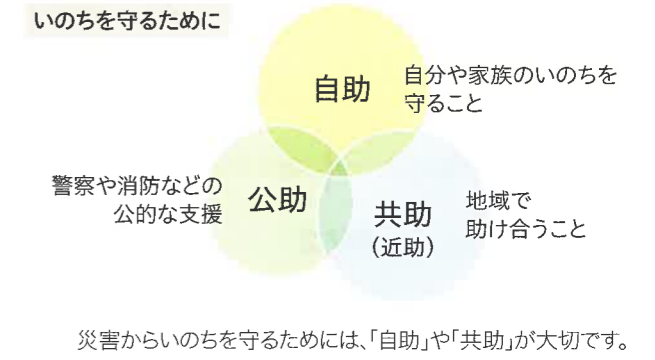 いのちを守るために
自助
自分や家族のいのちを
守ること
警察や消防などの
公的な支援
公助
共助
（近助）
地域で
助け合うこと
災害からいのちを守るためには、「自助」や「共助」が大切です。